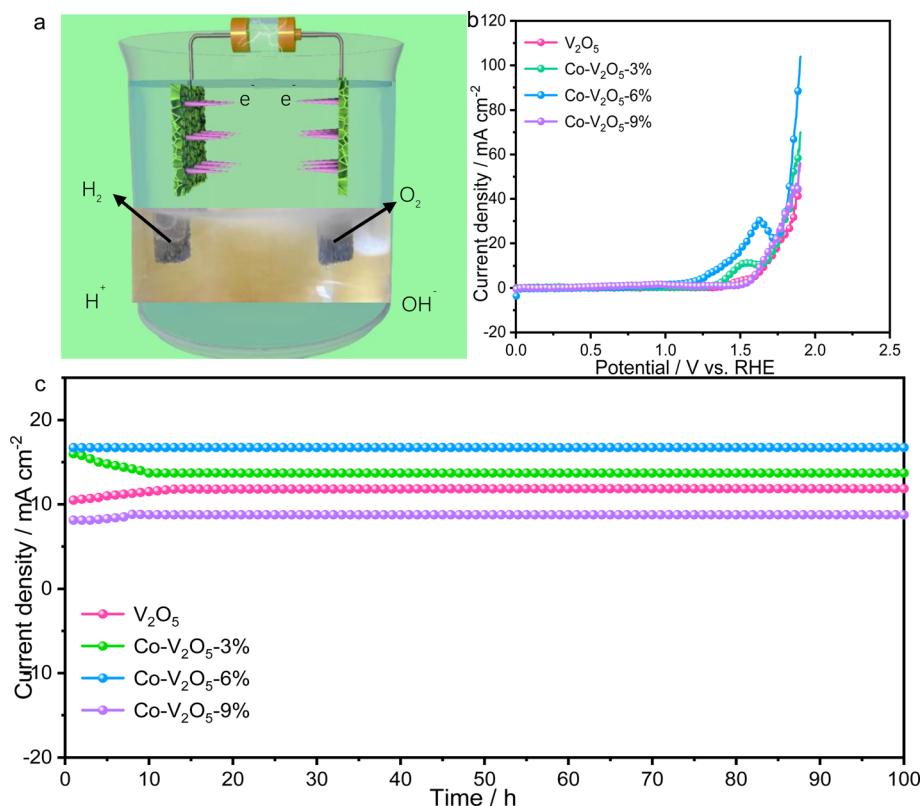 a
e⁻ e⁻
H₂
O₂
H⁺
OH⁻
b
120
100
80
60
40
20
0
-20
Current density / mA cm⁻²
V₂O₅
Co-V₂O₅-3%
Co-V₂O₅-6%
Co-V₂O₅-9%
0.0 0.5 1.0 1.5 2.0 2.5
Potential / V vs. RHE
c
20
10
0
-10
-20
Current density / mA cm⁻²
V₂O₅
Co-V₂O₅-3%
Co-V₂O₅-6%
Co-V₂O₅-9%
0 10 20 30 40 50 60 70 80 90 100
Time / h